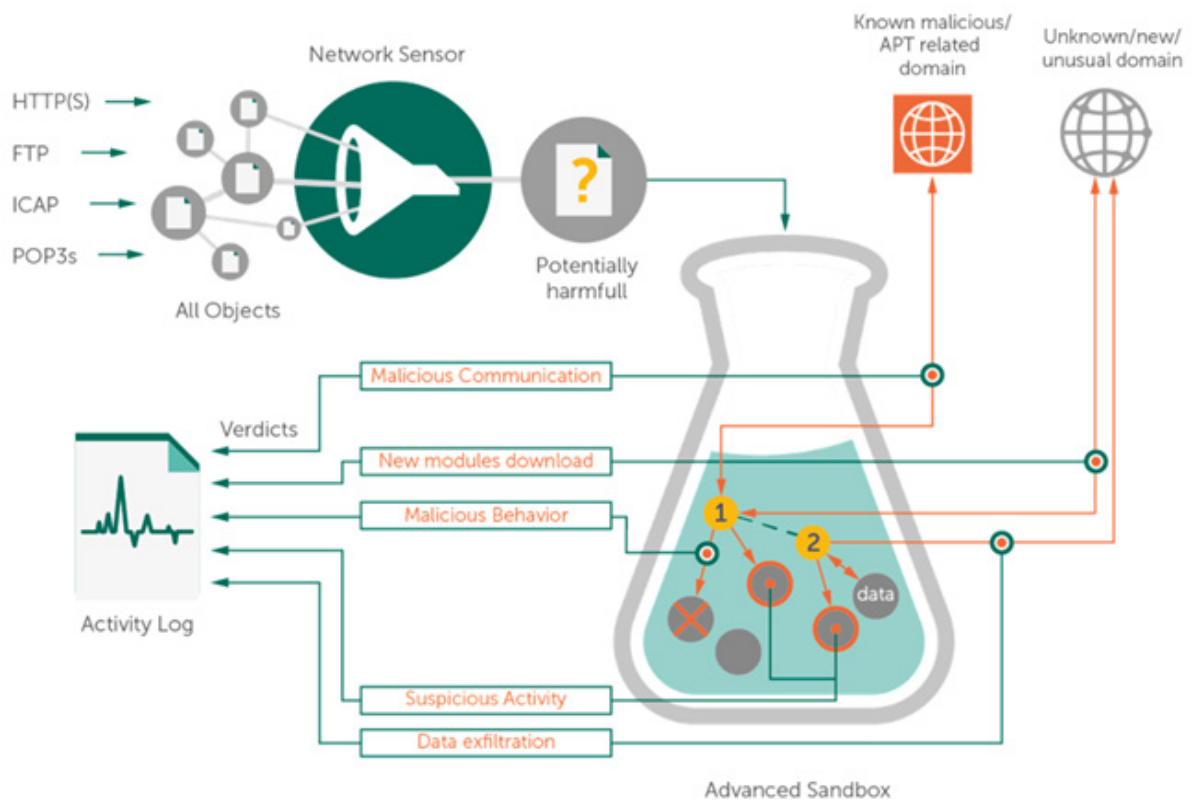 Known malicious/
APT related
domain
Unknown/new/
unusual domain
Network Sensor
HTTP(S)
FTP
ICAP
POP3s
?
All Objects
Potentially
harmfull
Malicious Communication
Verdicts
New modules download
Malicious Behavior
1
2
data
Activity Log
Suspicious Activity
Data exfiltration
Advanced Sandbox